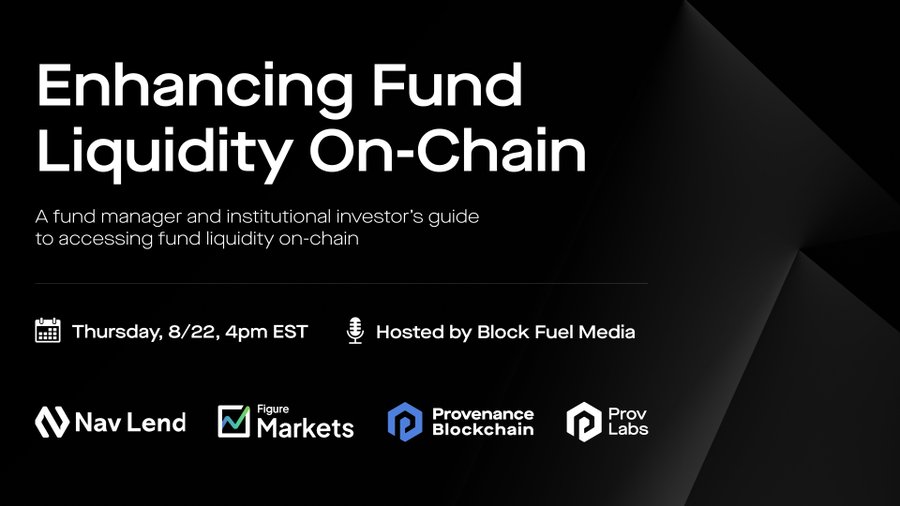 Enhancing Fund
Liquidity On-Chain
A fund manager and institutional investor's guide
to accessing fund liquidity on-chain
Thursday, 8/22, 4pm EST
Hosted by Block Fuel Media
Nav Lend
Figure
Markets
Provenance
Blockchain
Prov
Labs